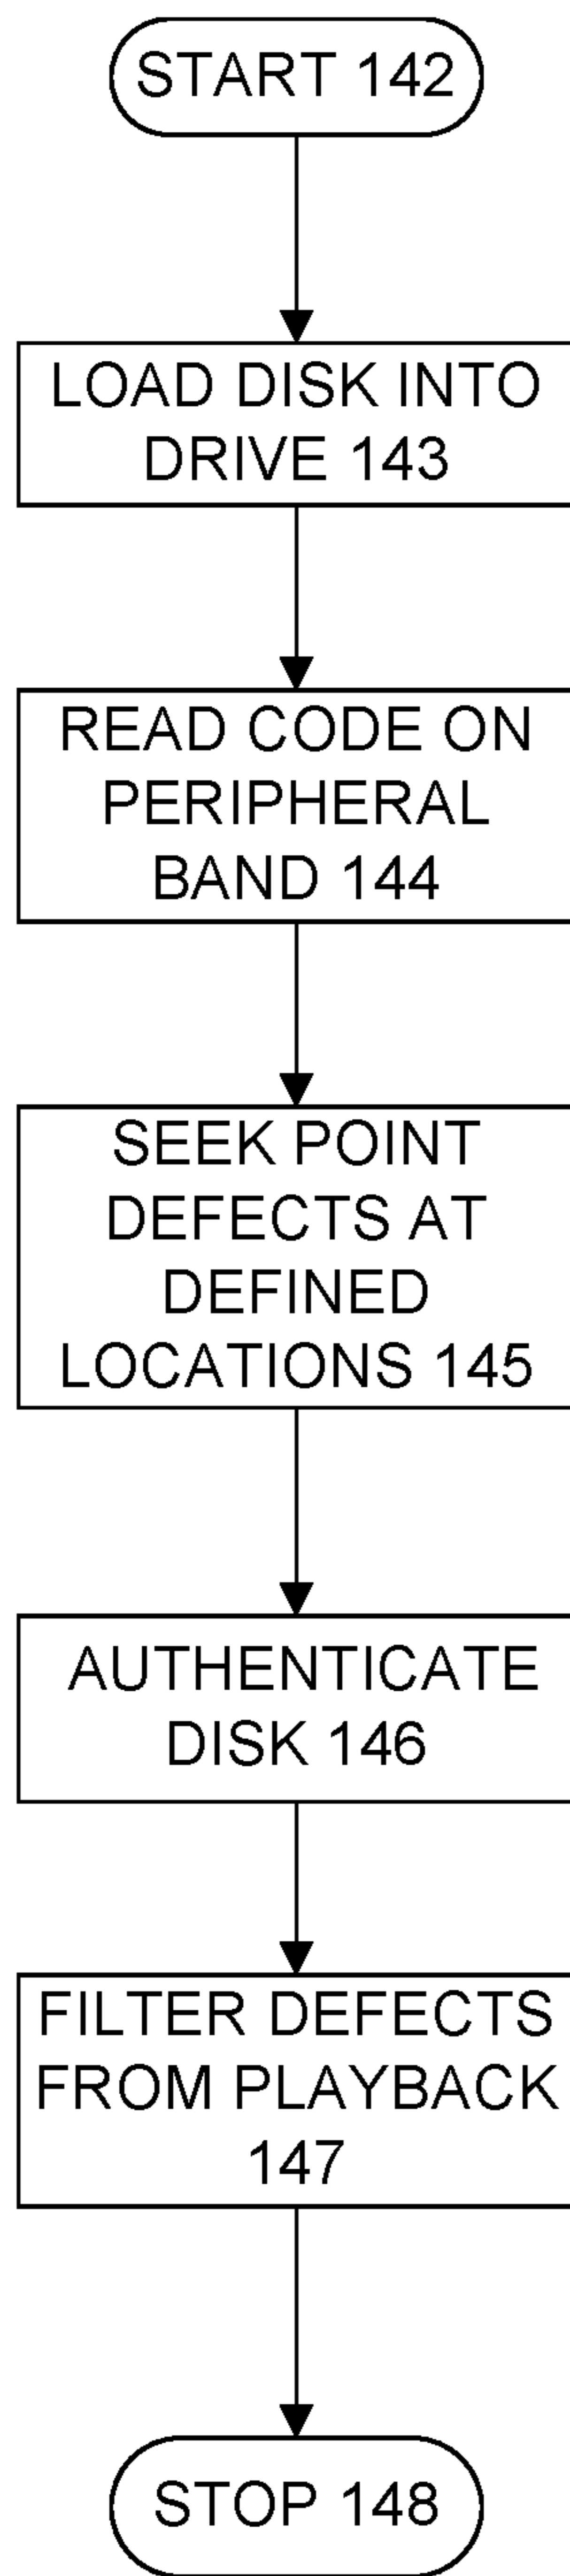 START 142
LOAD DISK INTO
DRIVE 143
READ CODE ON
PERIPHERAL
BAND 144
SEEK POINT
DEFECTS AT
DEFINED
LOCATIONS 145
AUTHENTICATE
DISK 146
FILTER DEFECTS
FROM PLAYBACK
147
STOP 148